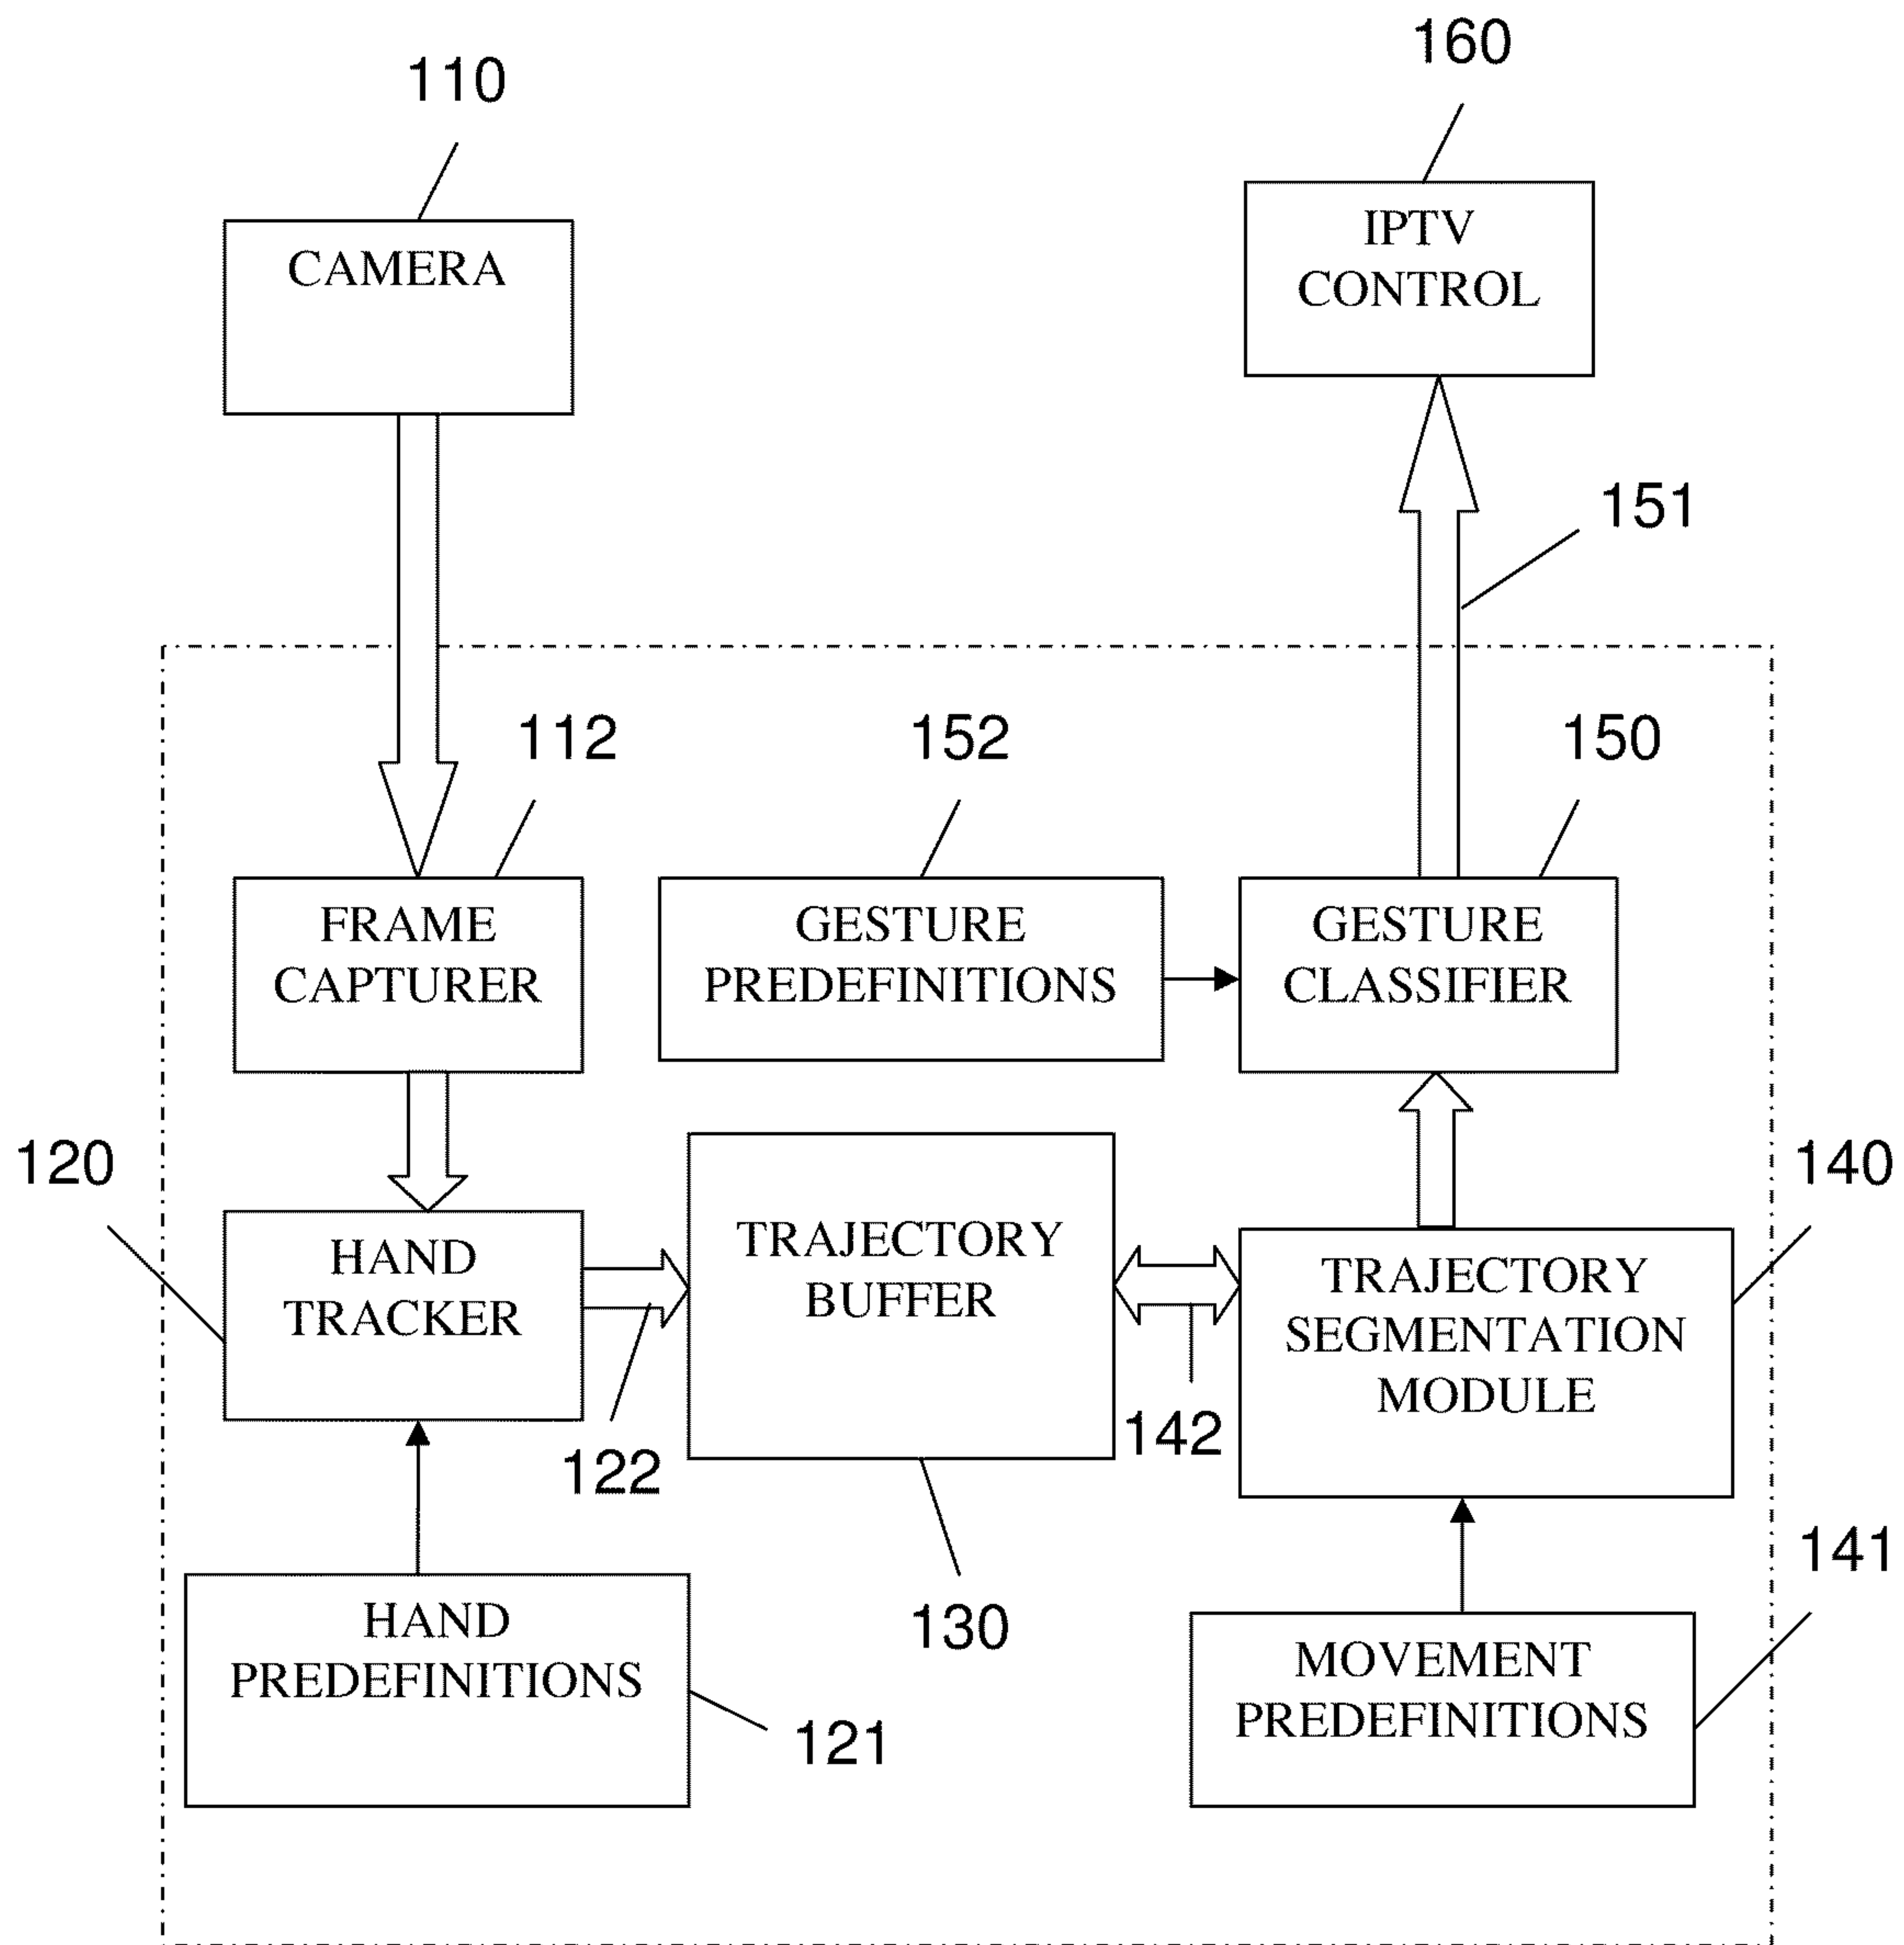 160
110
IPTV
CONTROL
CAMERA
151
112
152
150
FRAME
CAPTURER
GESTURE
PREDEFINITIONS
GESTURE
CLASSIFIER
120
140
HAND
TRACKER
TRAJECTORY
BUFFER
TRAJECTORY
SEGMENTATION
MODULE
122
142
141
HAND
PREDEFINITIONS
130
MOVEMENT
PREDEFINITIONS
121